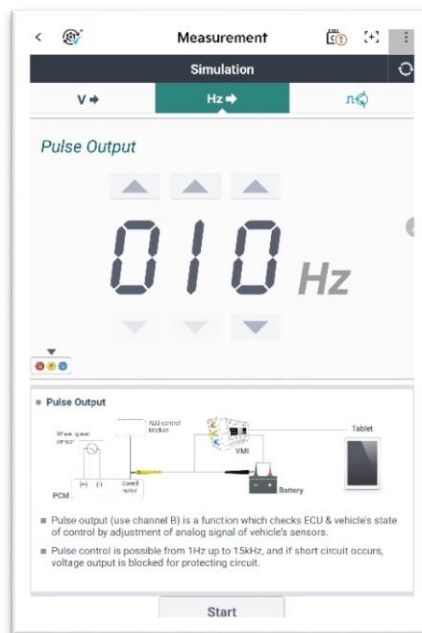 Measurement
Simulation
V
Hz
Pulse Output
010 Hz
Pulse Output
Wheel speed
sensor
ABS control
Module
VMI
Tablet
(+) (-)
Speed
meter
PCM
Battery
Pulse output (use channel B) is a function which checks ECU & vehicle's state
of control by adjustment of analog signal of vehicle's sensors.
Pulse control is possible from 1Hz up to 15kHz, and if short circuit occurs,
voltage output is blocked for protecting circuit.
Start